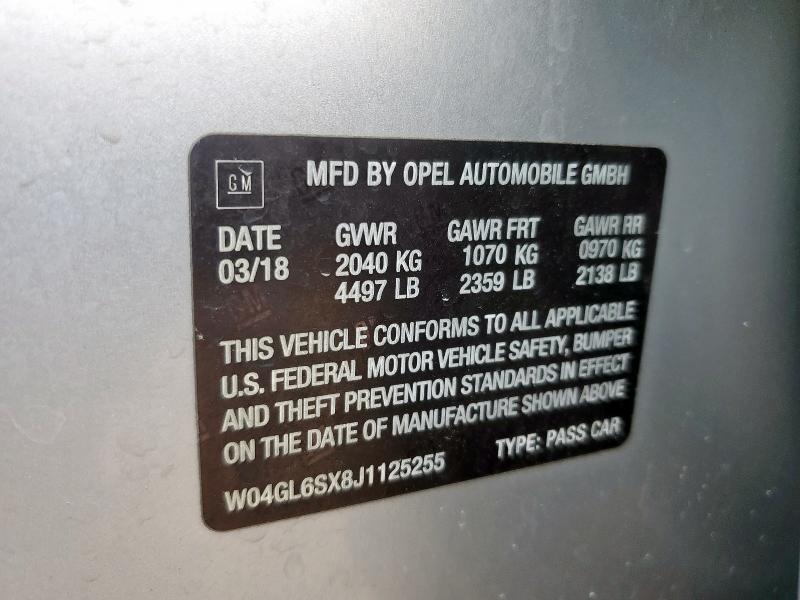 GM MFD BY OPEL AUTOMOBILE GMBH
DATE GVWR GAWR FRT GAWR RR
03/18 2040 KG 1070 KG 0970 KG
4497 LB 2359 LB 2138 LB
THIS VEHICLE CONFORMS TO ALL APPLICABLE
U.S. FEDERAL MOTOR VEHICLE SAFETY, BUMPER
AND THEFT PREVENTION STANDARDS IN EFFECT
ON THE DATE OF MANUFACTURE SHOWN ABOVE
W04GL6SX8J1125255 TYPE: PASS CAR